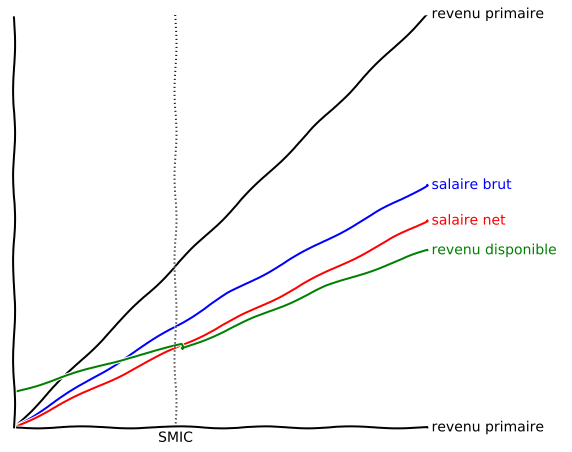 revenu primaire
salaire brut
salaire net
revenu disponible
revenu primaire
SMIC